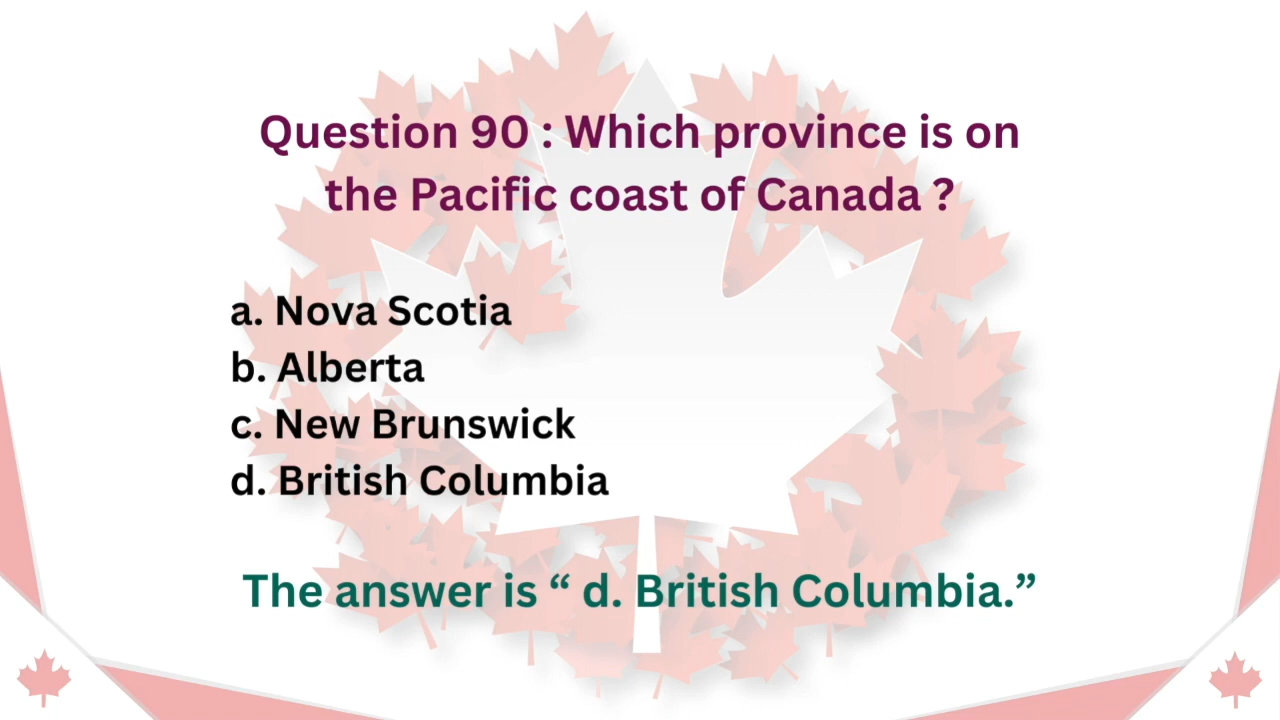 Question 90 : Which province is on
the Pacific coast of Canada ?
a. Nova Scotia
b. Alberta
c. New Brunswick
d. British Columbia
The answer is “ d. British Columbia.”